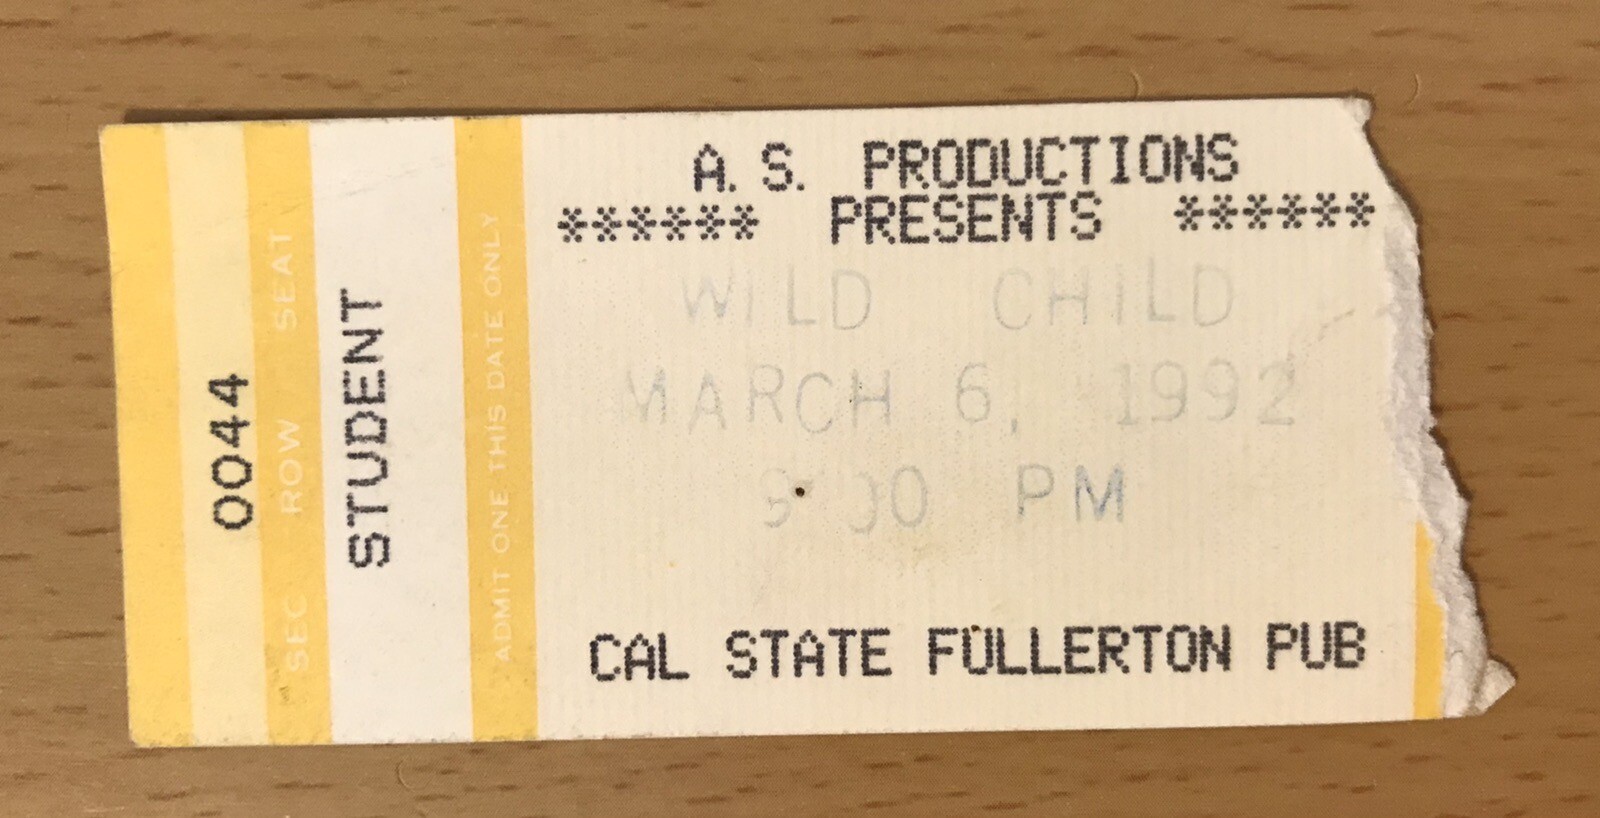 A. S. PRODUCTIONS
****** PRESENTS ******
WILD CHILD
MARCH 6, 1992
PM
CAL STATE FULLERTON PUB
0044
SEC ROW SEAT
STUDENT
ADMIT ONE THIS DATE ONLY